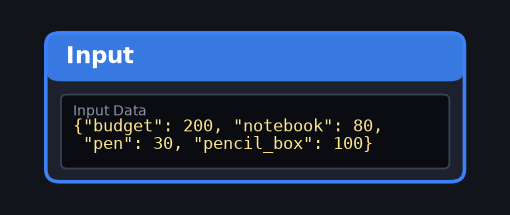 Input
Input Data
{"budget": 200, "notebook": 80,
 "pen": 30, "pencil_box": 100}